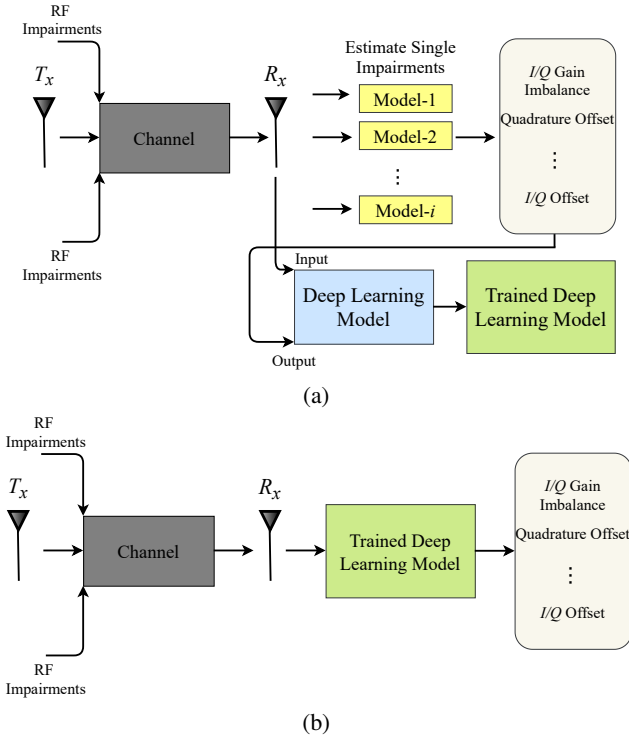 RF
Impairments
T_x
Channel
RF
Impairments
R_x
Estimate Single
Impairments
Model-1
Model-2
⋮
Model-i
I/Q Gain
Imbalance
Quadrature Offset
⋮
I/Q Offset
Input
Deep Learning
Model
Output
Trained Deep
Learning Model
(a)
RF
Impairments
T_x
Channel
RF
Impairments
R_x
Trained Deep
Learning Model
I/Q Gain
Imbalance
Quadrature Offset
⋮
I/Q Offset
(b)